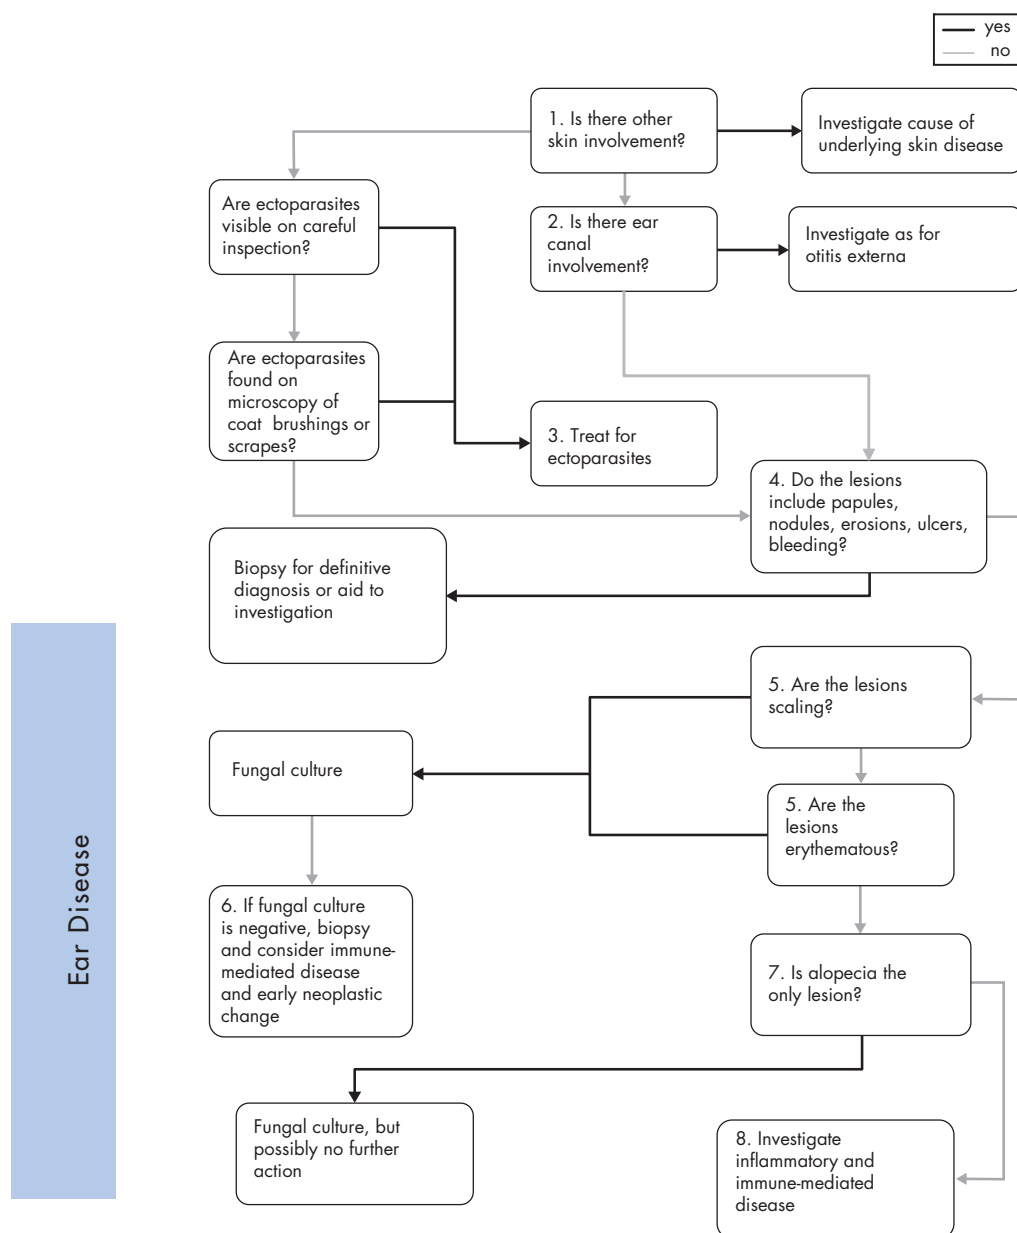 yes
no
1. Is there other
skin involvement?
Investigate cause of
underlying skin disease
Are ectoparasites
visible on careful
inspection?
2. Is there ear
canal
involvement?
Investigate as for
otitis externa
Are ectoparasites
found on
microscopy of
coat brushings or
scrapes?
3. Treat for
ectoparasites
4. Do the lesions
include papules,
nodules, erosions, ulcers,
bleeding?
Biopsy for definitive
diagnosis or aid to
investigation
5. Are the lesions
scaling?
Fungal culture
5. Are the
lesions
erythematous?
6. If fungal culture
is negative, biopsy
and consider immune-
mediated disease
and early neoplastic
change
7. Is alopecia the
only lesion?
Fungal culture, but
possibly no further
action
8. Investigate
inflammatory and
immune-mediated
disease
Ear Disease